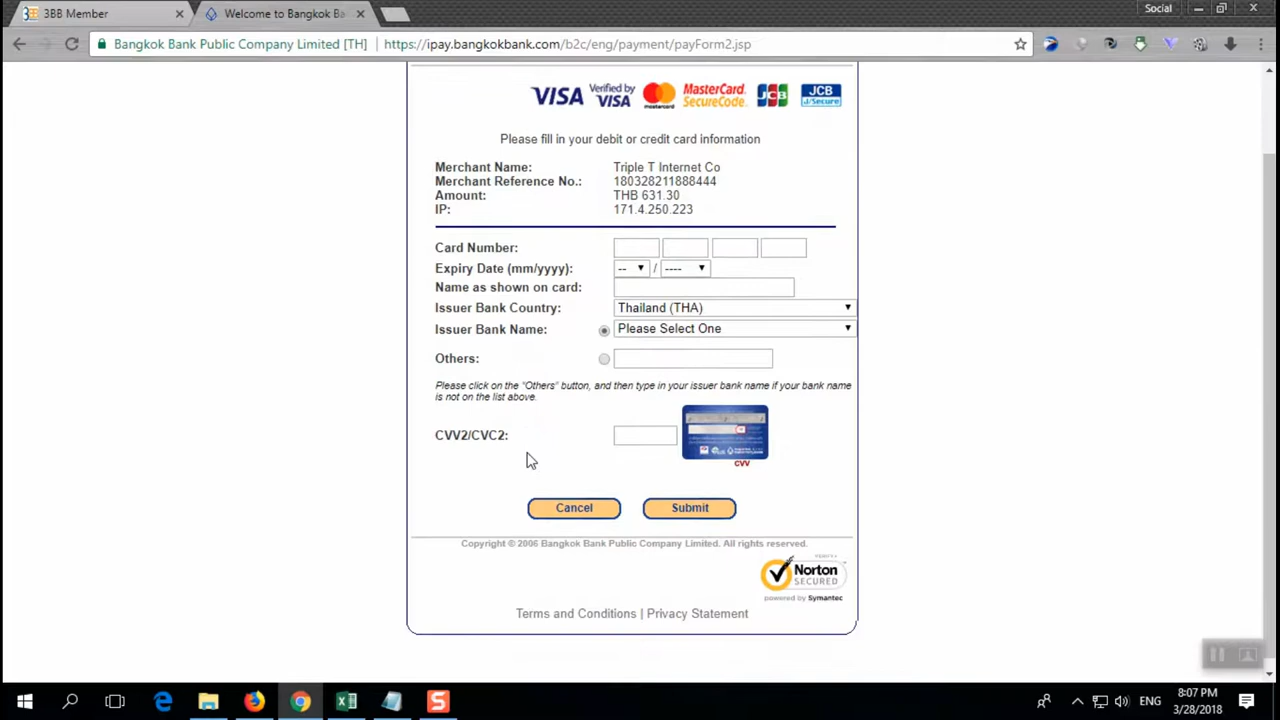 3BB Member
Welcome to Bangkok Ba
Social
Bangkok Bank Public Company Limited [TH]
https://ipay.bangkokbank.com/b2c/eng/payment/payForm2.jsp
VISA Verified by VISA mastercard MasterCard. SecureCode. JCB JCB J/Secure
Please fill in your debit or credit card information
Merchant Name: Triple T Internet Co
Merchant Reference No.: 180328211888444
Amount: THB 631.30
IP: 171.4.250.223
Card Number:
Expiry Date (mm/yyyy): -- / ----
Name as shown on card:
Issuer Bank Country: Thailand (THA)
Issuer Bank Name: Please Select One
Others:
Please click on the "Others" button, and then type in your issuer bank name if your bank name
is not on the list above.
CVV2/CVC2:
CVV
Cancel Submit
Copyright © 2006 Bangkok Bank Public Company Limited. All rights reserved.
Norton
SECURED
powered by Symantec
Terms and Conditions | Privacy Statement
ENG
8:07 PM
3/28/2018